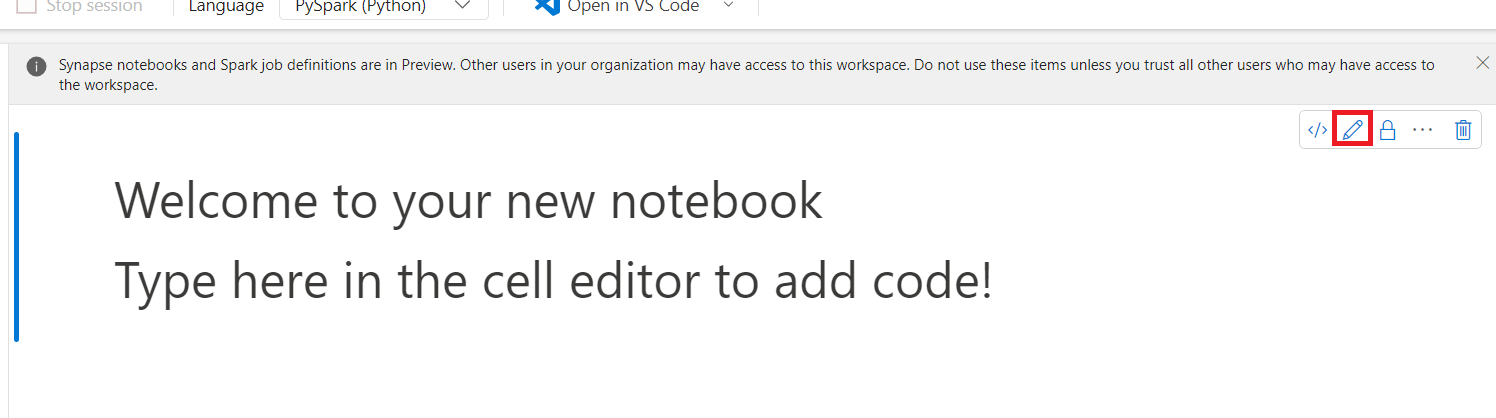 Stop session Language PySpark (Python) Open in VS Code
Synapse notebooks and Spark job definitions are in Preview. Other users in your organization may have access to this workspace. Do not use these items unless you trust all other users who may have access to
the workspace.
Welcome to your new notebook
Type here in the cell editor to add code!